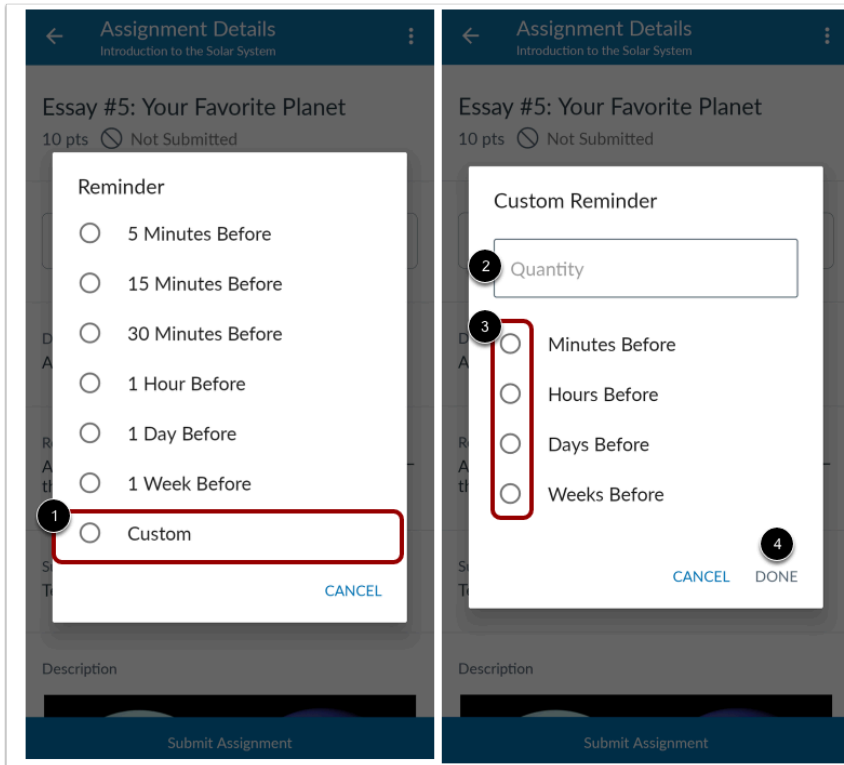 Assignment Details
Introduction to the Solar System
Essay #5: Your Favorite Planet
10 pts Not Submitted
Reminder
5 Minutes Before
15 Minutes Before
30 Minutes Before
1 Hour Before
1 Day Before
1 Week Before
1
Custom
CANCEL
Description
Submit Assignment
Assignment Details
Introduction to the Solar System
Essay #5: Your Favorite Planet
10 pts Not Submitted
Custom Reminder
2
Quantity
3
Minutes Before
Hours Before
Days Before
Weeks Before
4
CANCEL DONE
Description
Submit Assignment